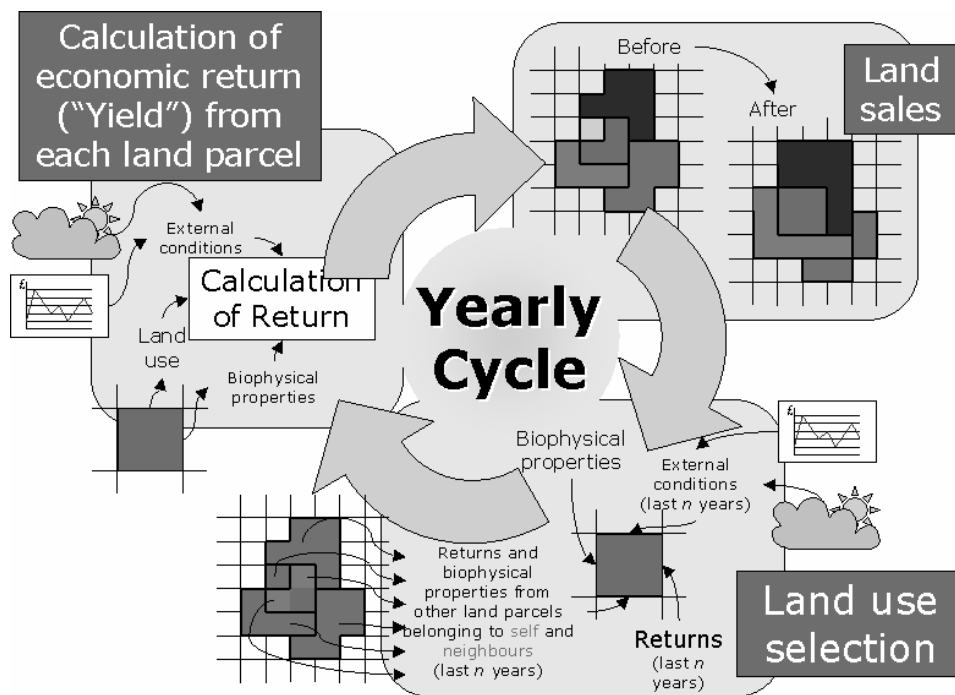 Calculation of
economic return
(“Yield”) from
each land parcel
External
conditions
£
Calculation
of Return
Land
use
Biophysical
properties
Before
After
Land
sales
Yearly
Cycle
Biophysical
properties
External
conditions
(last n years)
£
Returns and
biophysical
properties from
other land parcels
belonging to self and
neighbours
(last n years)
Returns
(last n
years)
Land use
selection